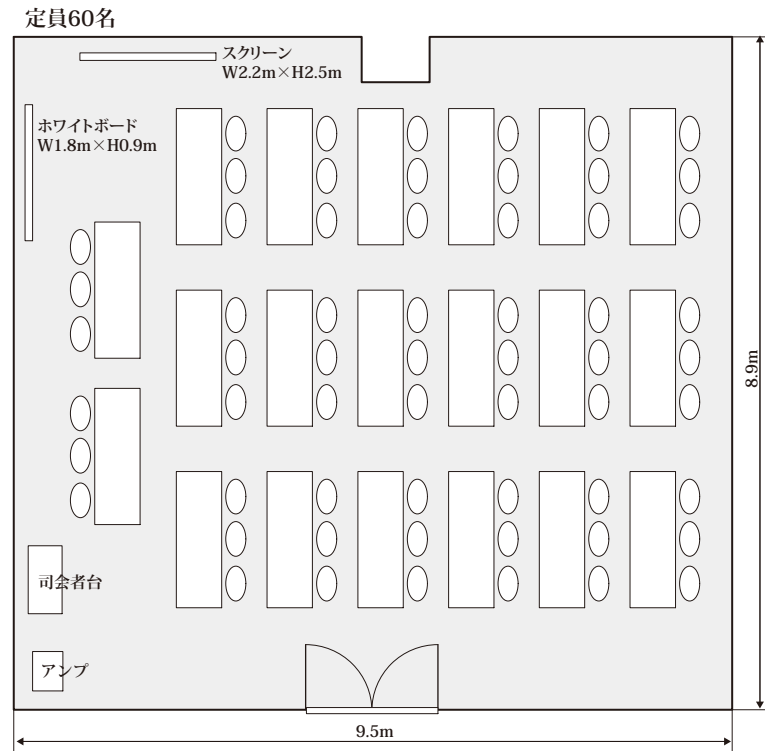 定員60名
スクリーン
W2.2m×H2.5m
ホワイトボード
W1.8m×H0.9m
司会者台
アンプ
8.9m
9.5m